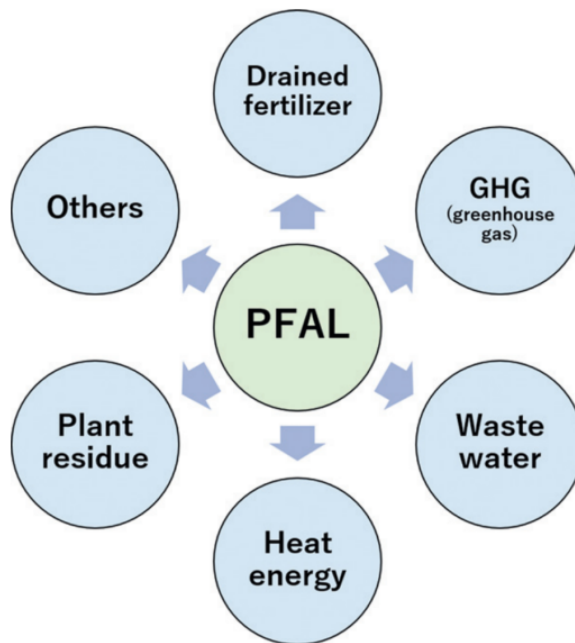 Drained
fertilizer
GHG
(greenhouse
gas)
Others
PFAL
Plant
residue
Waste
water
Heat
energy